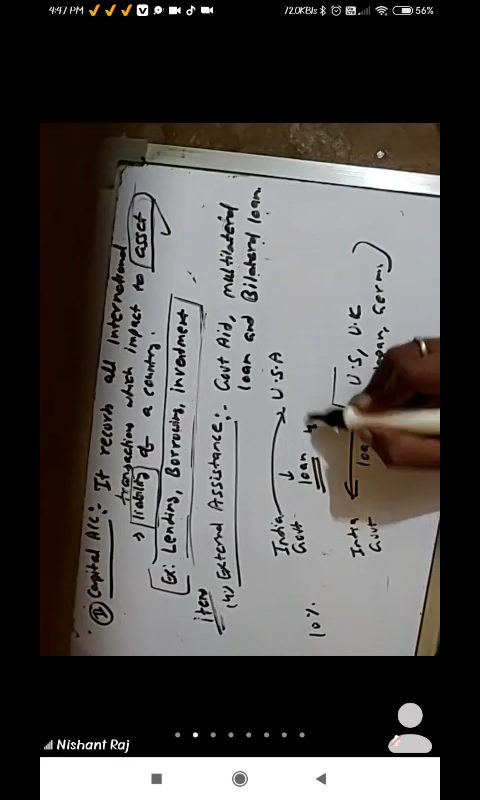 4:47 PM
72.0KB/s
56%
② Capital A/c:- It records all International
transactions which impact to asset
→ liability of a country.
Ex: Lending, Borrowing, investment
item
(iv) External Assistance:- Govt Aid, multilateral
loan and Bilateral loan.
India → U.S.A
Govt loan
10%
India U.S, U.K
Govt Germ.
Nishant Raj